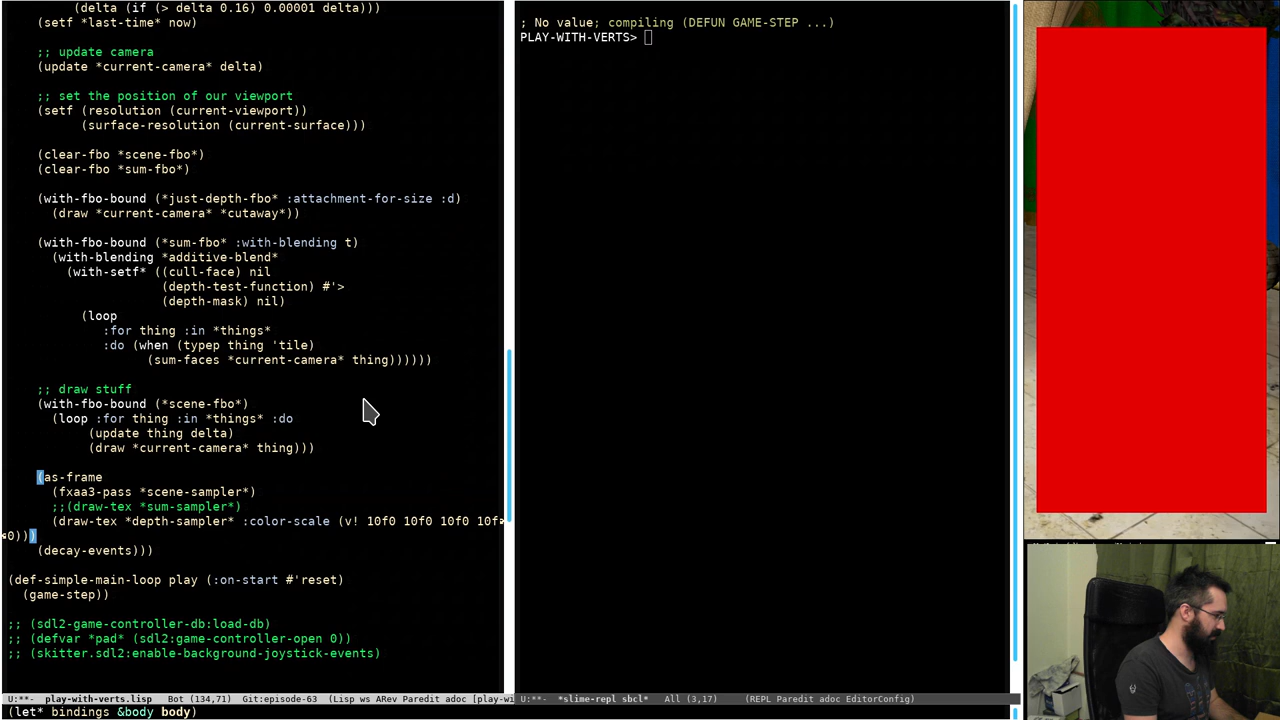 (delta (if (> delta 0.16) 0.00001 delta)))
(setf *last-time* now)
;; update camera
(update *current-camera* delta)
;; set the position of our viewport
(setf (resolution (current-viewport))
(surface-resolution (current-surface)))
(clear-fbo *scene-fbo*)
(clear-fbo *sum-fbo*)
(with-fbo-bound (*just-depth-fbo* :attachment-for-size :d)
(draw *current-camera* *cutaway*))
(with-fbo-bound (*sum-fbo* :with-blending t)
(with-blending *additive-blend*
(with-setf* ((cull-face) nil
(depth-test-function) #'>
(depth-mask) nil)
(loop
:for thing :in *things*
:do (when (typep thing 'tile)
(sum-faces *current-camera* thing))))))
;; draw stuff
(with-fbo-bound (*scene-fbo*)
(loop :for thing :in *things* :do
(update thing delta)
(draw *current-camera* thing)))
(as-frame
(fxaa3-pass *scene-sampler*)
;;(draw-tex *sum-sampler*)
(draw-tex *depth-sampler* :color-scale (v! 10f0 10f0 10f0 10f
0)))
(decay-events)))
(def-simple-main-loop play (:on-start #'reset)
(game-step))
;; (sdl2-game-controller-db:load-db)
;; (defvar *pad* (sdl2:game-controller-open 0))
;; (skitter.sdl2:enable-background-joystick-events)
U:**-  play-with-verts.lisp   Bot (134,71)  Git:episode-63  (Lisp ws ARev Paredit adoc [play-wi
(let* bindings &body body)
; No value; compiling (DEFUN GAME-STEP ...)
PLAY-WITH-VERTS>
U:**-  *slime-repl sbcl*   All (3,17)   (REPL Paredit adoc EditorConfig)